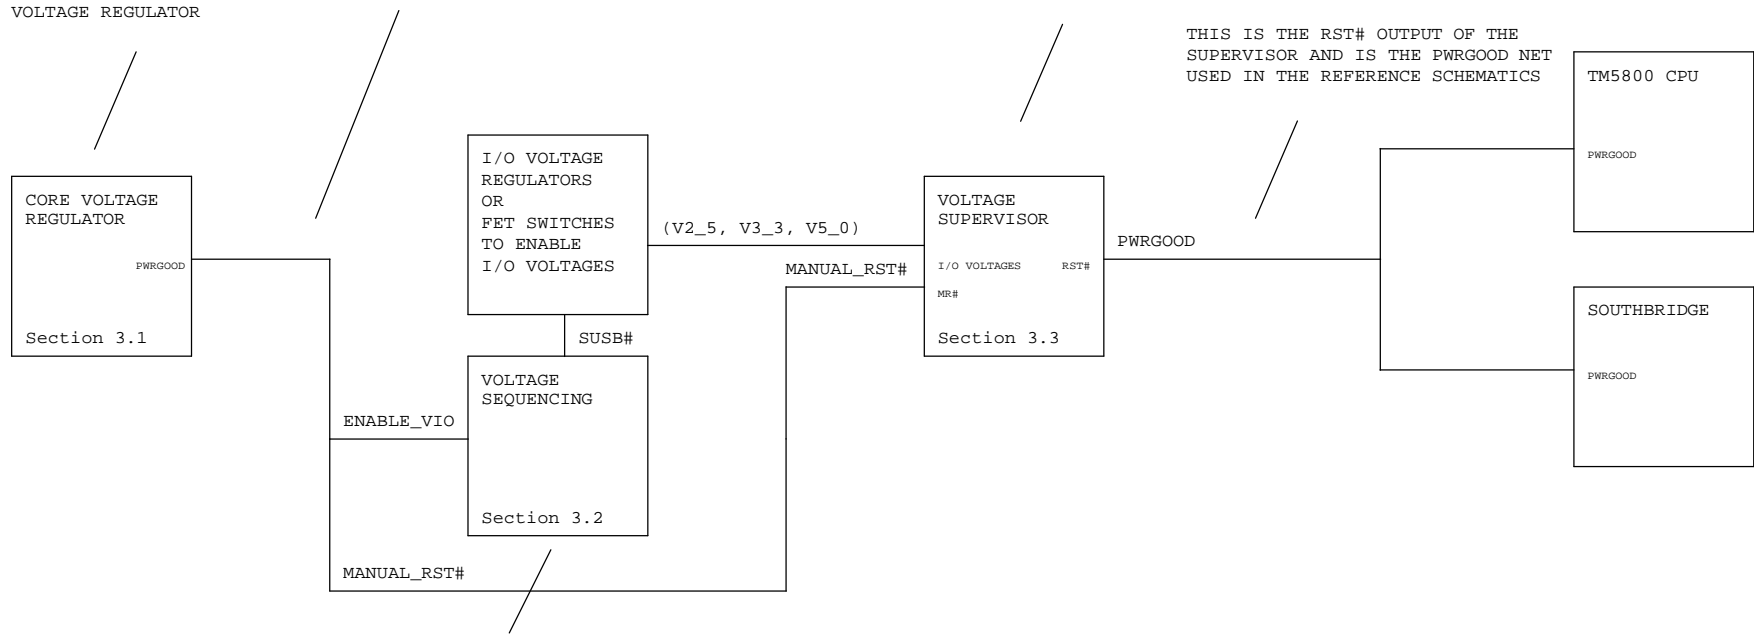 VOLTAGE REGULATOR
THIS IS THE RST# OUTPUT OF THE
SUPERVISOR AND IS THE PWRGOOD NET
USED IN THE REFERENCE SCHEMATICS
CORE VOLTAGE
REGULATOR
PWRGOOD
Section 3.1
I/O VOLTAGE
REGULATORS
OR
FET SWITCHES
TO ENABLE
I/O VOLTAGES
SUSB#
(V2_5, V3_3, V5_0)
MANUAL_RST#
ENABLE_VIO
VOLTAGE
SEQUENCING
Section 3.2
MANUAL_RST#
VOLTAGE
SUPERVISOR
I/O VOLTAGES RST#
MR#
Section 3.3
PWRGOOD
TM5800 CPU
PWRGOOD
SOUTHBRIDGE
PWRGOOD